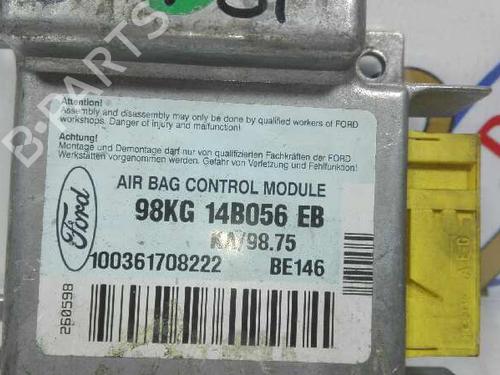 Attention!
Assembly and disassembly may only be done by qualified workers of FORD
workshops. Danger of injury and malfunction!
Achtung!
Montage und Demontage darf nur von qualifizierten Fachkräften der FORD
Werkstätten vorgenommen werden. Gefahr von Verletzung und Fehlfunktion!
Ford
AIR BAG CONTROL MODULE
98KG 14B056 EB
KA/98.75
100361708222 BE146
260598
B-PARTS